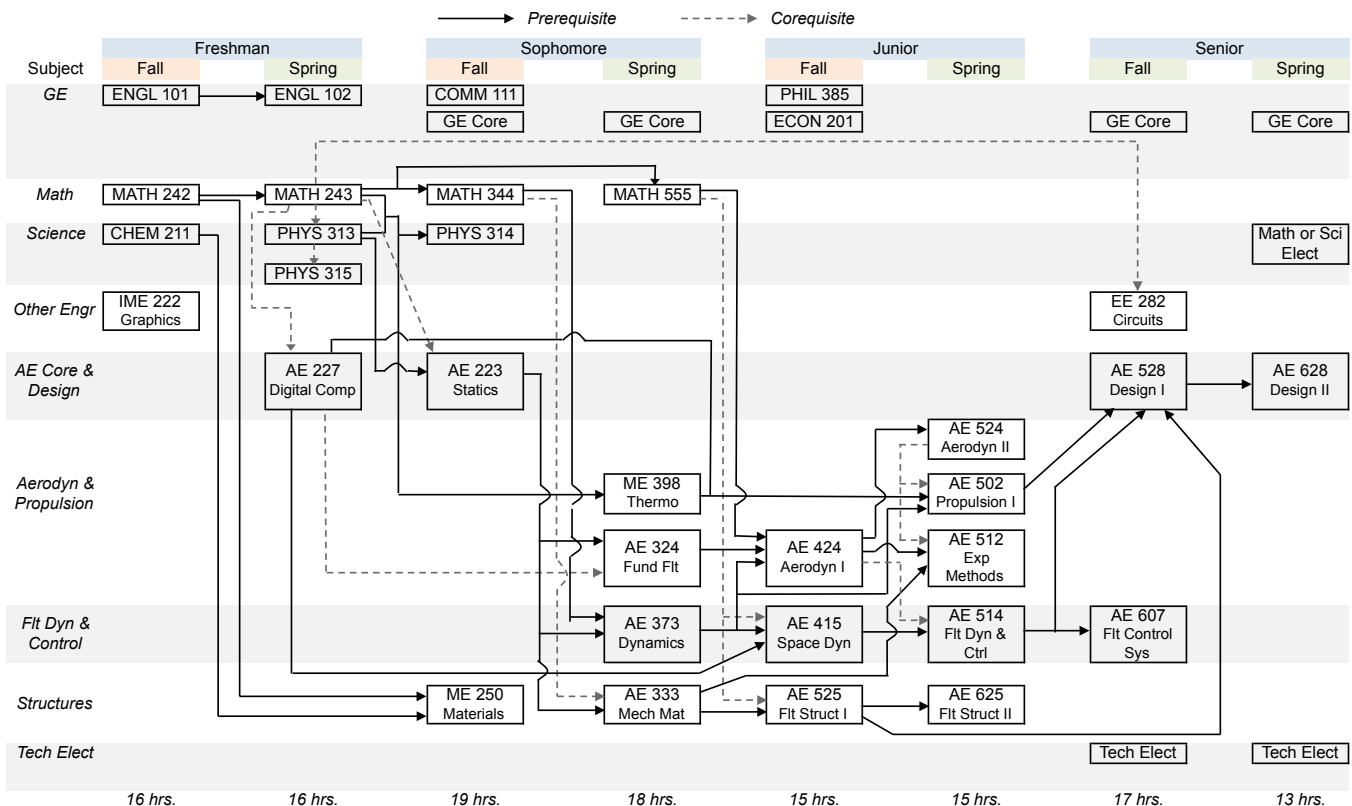 Prerequisite Corequisite
Freshman Sophomore Junior Senior
Subject Fall Spring Fall Spring Fall Spring Fall Spring
GE ENGL 101 ENGL 102 COMM 111 PHIL 385
GE Core GE Core ECON 201 GE Core GE Core
Math MATH 242 MATH 243 MATH 344 MATH 555
Science CHEM 211 PHYS 313 PHYS 314 Math or Sci
Elect
PHYS 315
Other Engr IME 222 EE 282
Graphics Circuits
AE Core & AE 227 AE 223 AE 528 AE 628
Design Digital Comp Statics Design I Design II
AE 524
Aerodyn II
Aerodyn & ME 398 AE 502
Propulsion Thermo Propulsion I
AE 324 AE 424 AE 512
Fund Flt Aerodyn I Exp
Methods
Flt Dyn & AE 373 AE 415 AE 514 AE 607
Control Dynamics Space Dyn Flt Dyn & Flt Control
Ctrl Sys
Structures ME 250 AE 333 AE 525 AE 625
Materials Mech Mat Flt Struct I Flt Struct II
Tech Elect Tech Elect Tech Elect
16 hrs. 16 hrs. 19 hrs. 18 hrs. 15 hrs. 15 hrs. 17 hrs. 13 hrs.